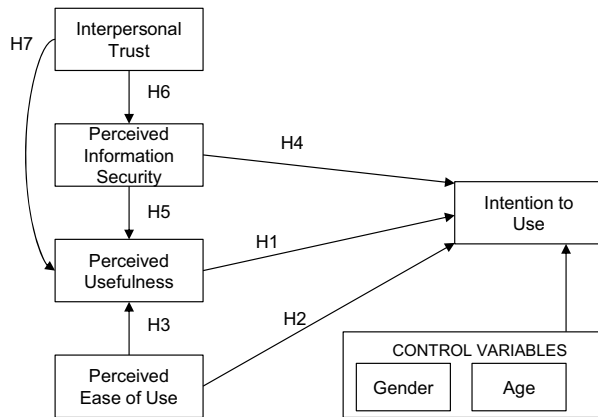 Interpersonal
Trust
H7
H6
Perceived
Information
Security
H4
Intention to
Use
H5
Perceived
Usefulness
H1
H3
H2
Perceived
Ease of Use
CONTROL VARIABLES
Gender
Age